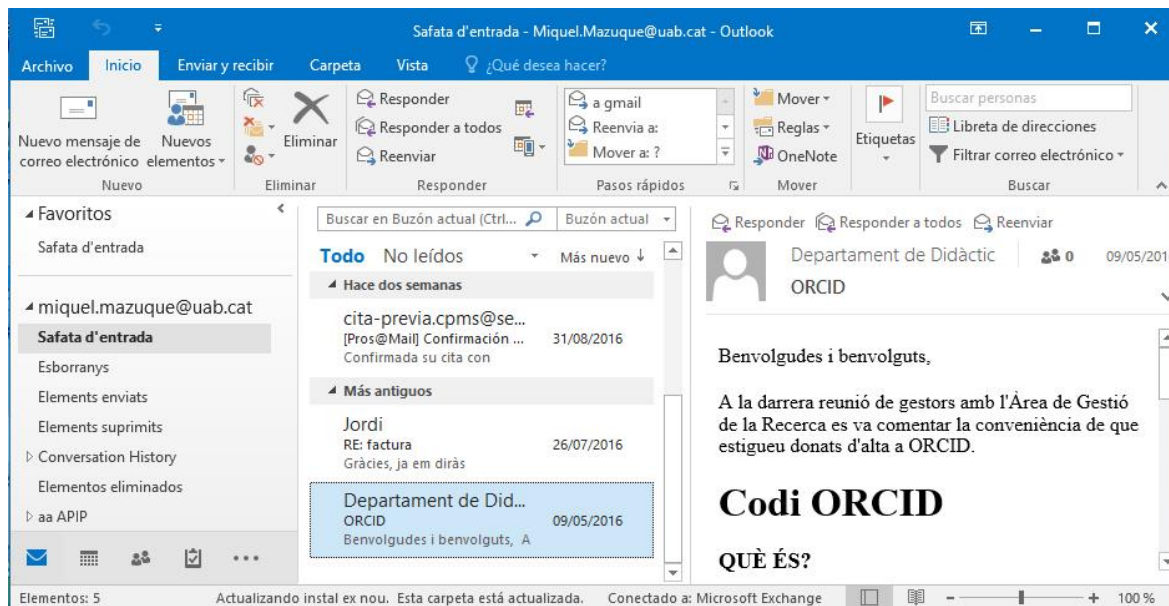 Safata d'entrada - Miquel.Mazuque@uab.cat - Outlook
Archivo Inicio Enviar y recibir Carpeta Vista ¿Qué desea hacer?
Nuevo mensaje de correo electrónico
Nuevos elementos
Nuevo
Eliminar
Eliminar
Responder
Responder a todos
Reenviar
Responder
a gmail
Reenvia a:
Mover a: ?
Pasos rápidos
Mover
Reglas
OneNote
Mover
Etiquetas
Buscar personas
Libreta de direcciones
Filtrar correo electrónico
Buscar
Favoritos
Safata d'entrada
miquel.mazuque@uab.cat
Safata d'entrada
Esborranys
Elements enviats
Elements suprimits
Conversation History
Elementos eliminados
aa APIP
Buscar en Buzón actual (Ctrl... Buzón actual
Todo No leídos Más nuevo ↓
Hace dos semanas
cita-previa.cpms@se...
[Pros@Mail] Confirmación ... 31/08/2016
Confirmada su cita con
Más antiguos
Jordi
RE: factura 26/07/2016
Gràcies, ja em diràs
Departament de Did...
ORCID 09/05/2016
Benvolgudes i benvolguts, A
Responder Responder a todos Reenviar
Departament de Didàctic 0 09/05/201
ORCID
Benvolgudes i benvolguts,
A la darrera reunió de gestors amb l'Àrea de Gestió
de la Recerca es va comentar la conveniència de que
estigueu donats d'alta a ORCID.
Codi ORCID
QUÈ ÉS?
Elementos: 5 Actualizando instal ex nou. Esta carpeta está actualizada. Conectado a: Microsoft Exchange 100 %